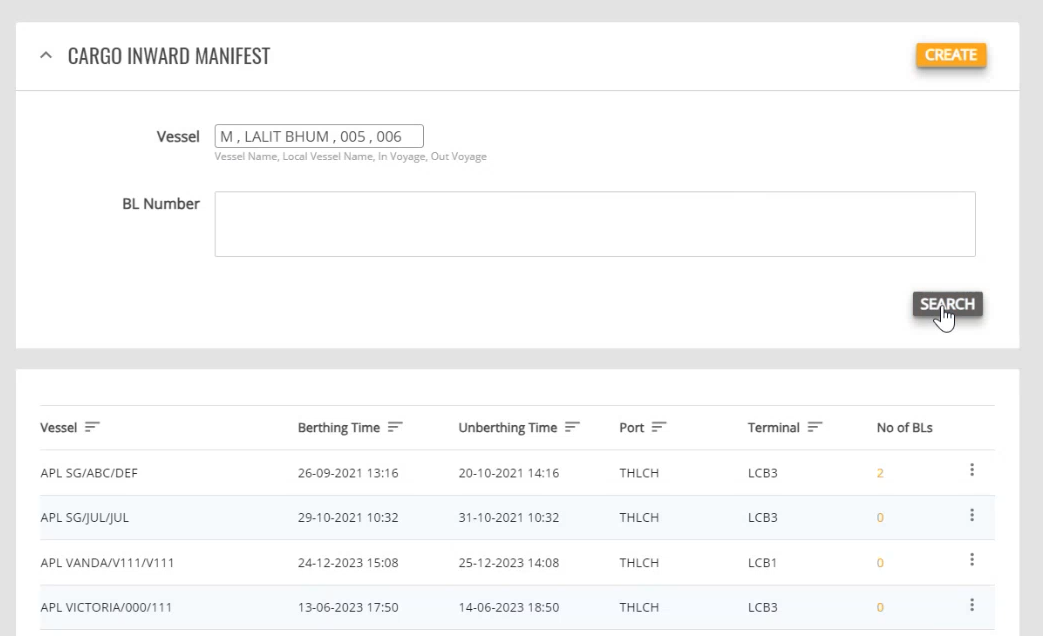 CARGO INWARD MANIFEST CREATE
Vessel M , LALIT BHUM , 005 , 006
Vessel Name, Local Vessel Name, In Voyage, Out Voyage
BL Number
SEARCH
Vessel Berthing Time Unberthing Time Port Terminal No of BLs
APL SG/ABC/DEF 26-09-2021 13:16 20-10-2021 14:16 THLCH LCB3 2
APL SG/JUL/JUL 29-10-2021 10:32 31-10-2021 10:32 THLCH LCB3 0
APL VANDA/V111/V111 24-12-2023 15:08 25-12-2023 14:08 THLCH LCB1 0
APL VICTORIA/000/111 13-06-2023 17:50 14-06-2023 18:50 THLCH LCB3 0